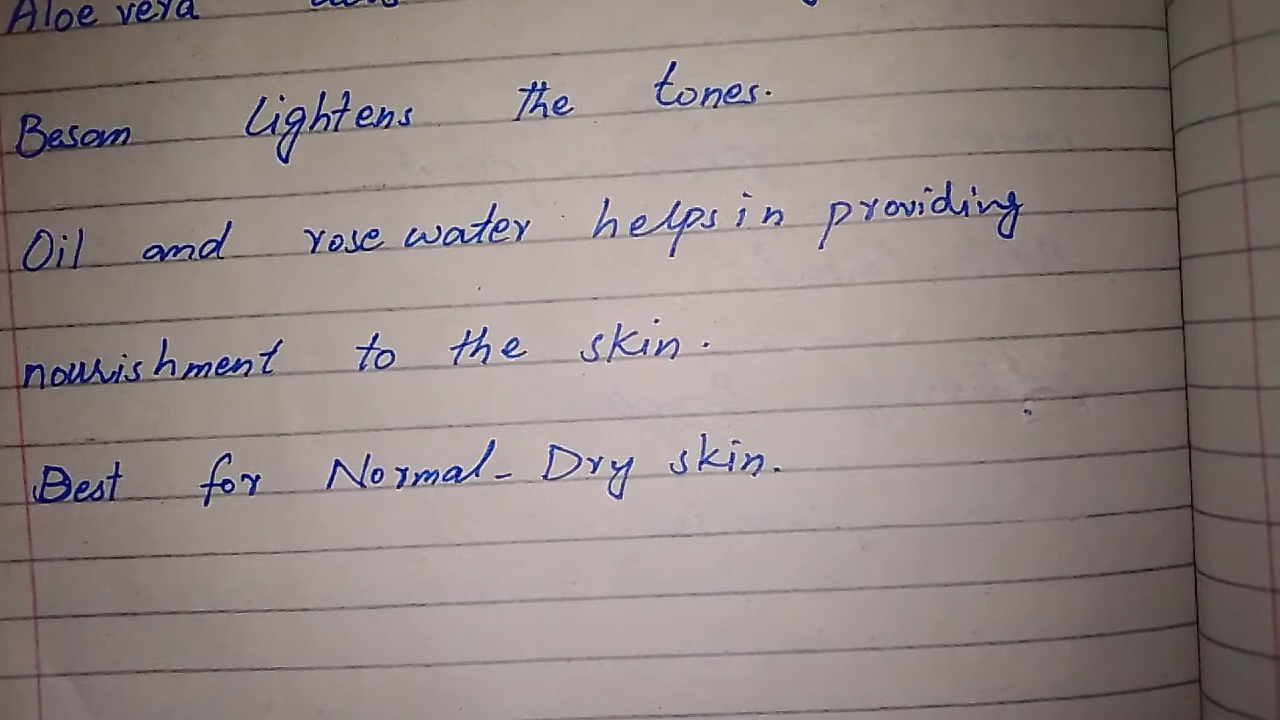 Aloe vera
Besan lightens the tones.
Oil and rose water helps in providing
nourishment to the skin.
Best for Normal- Dry skin.